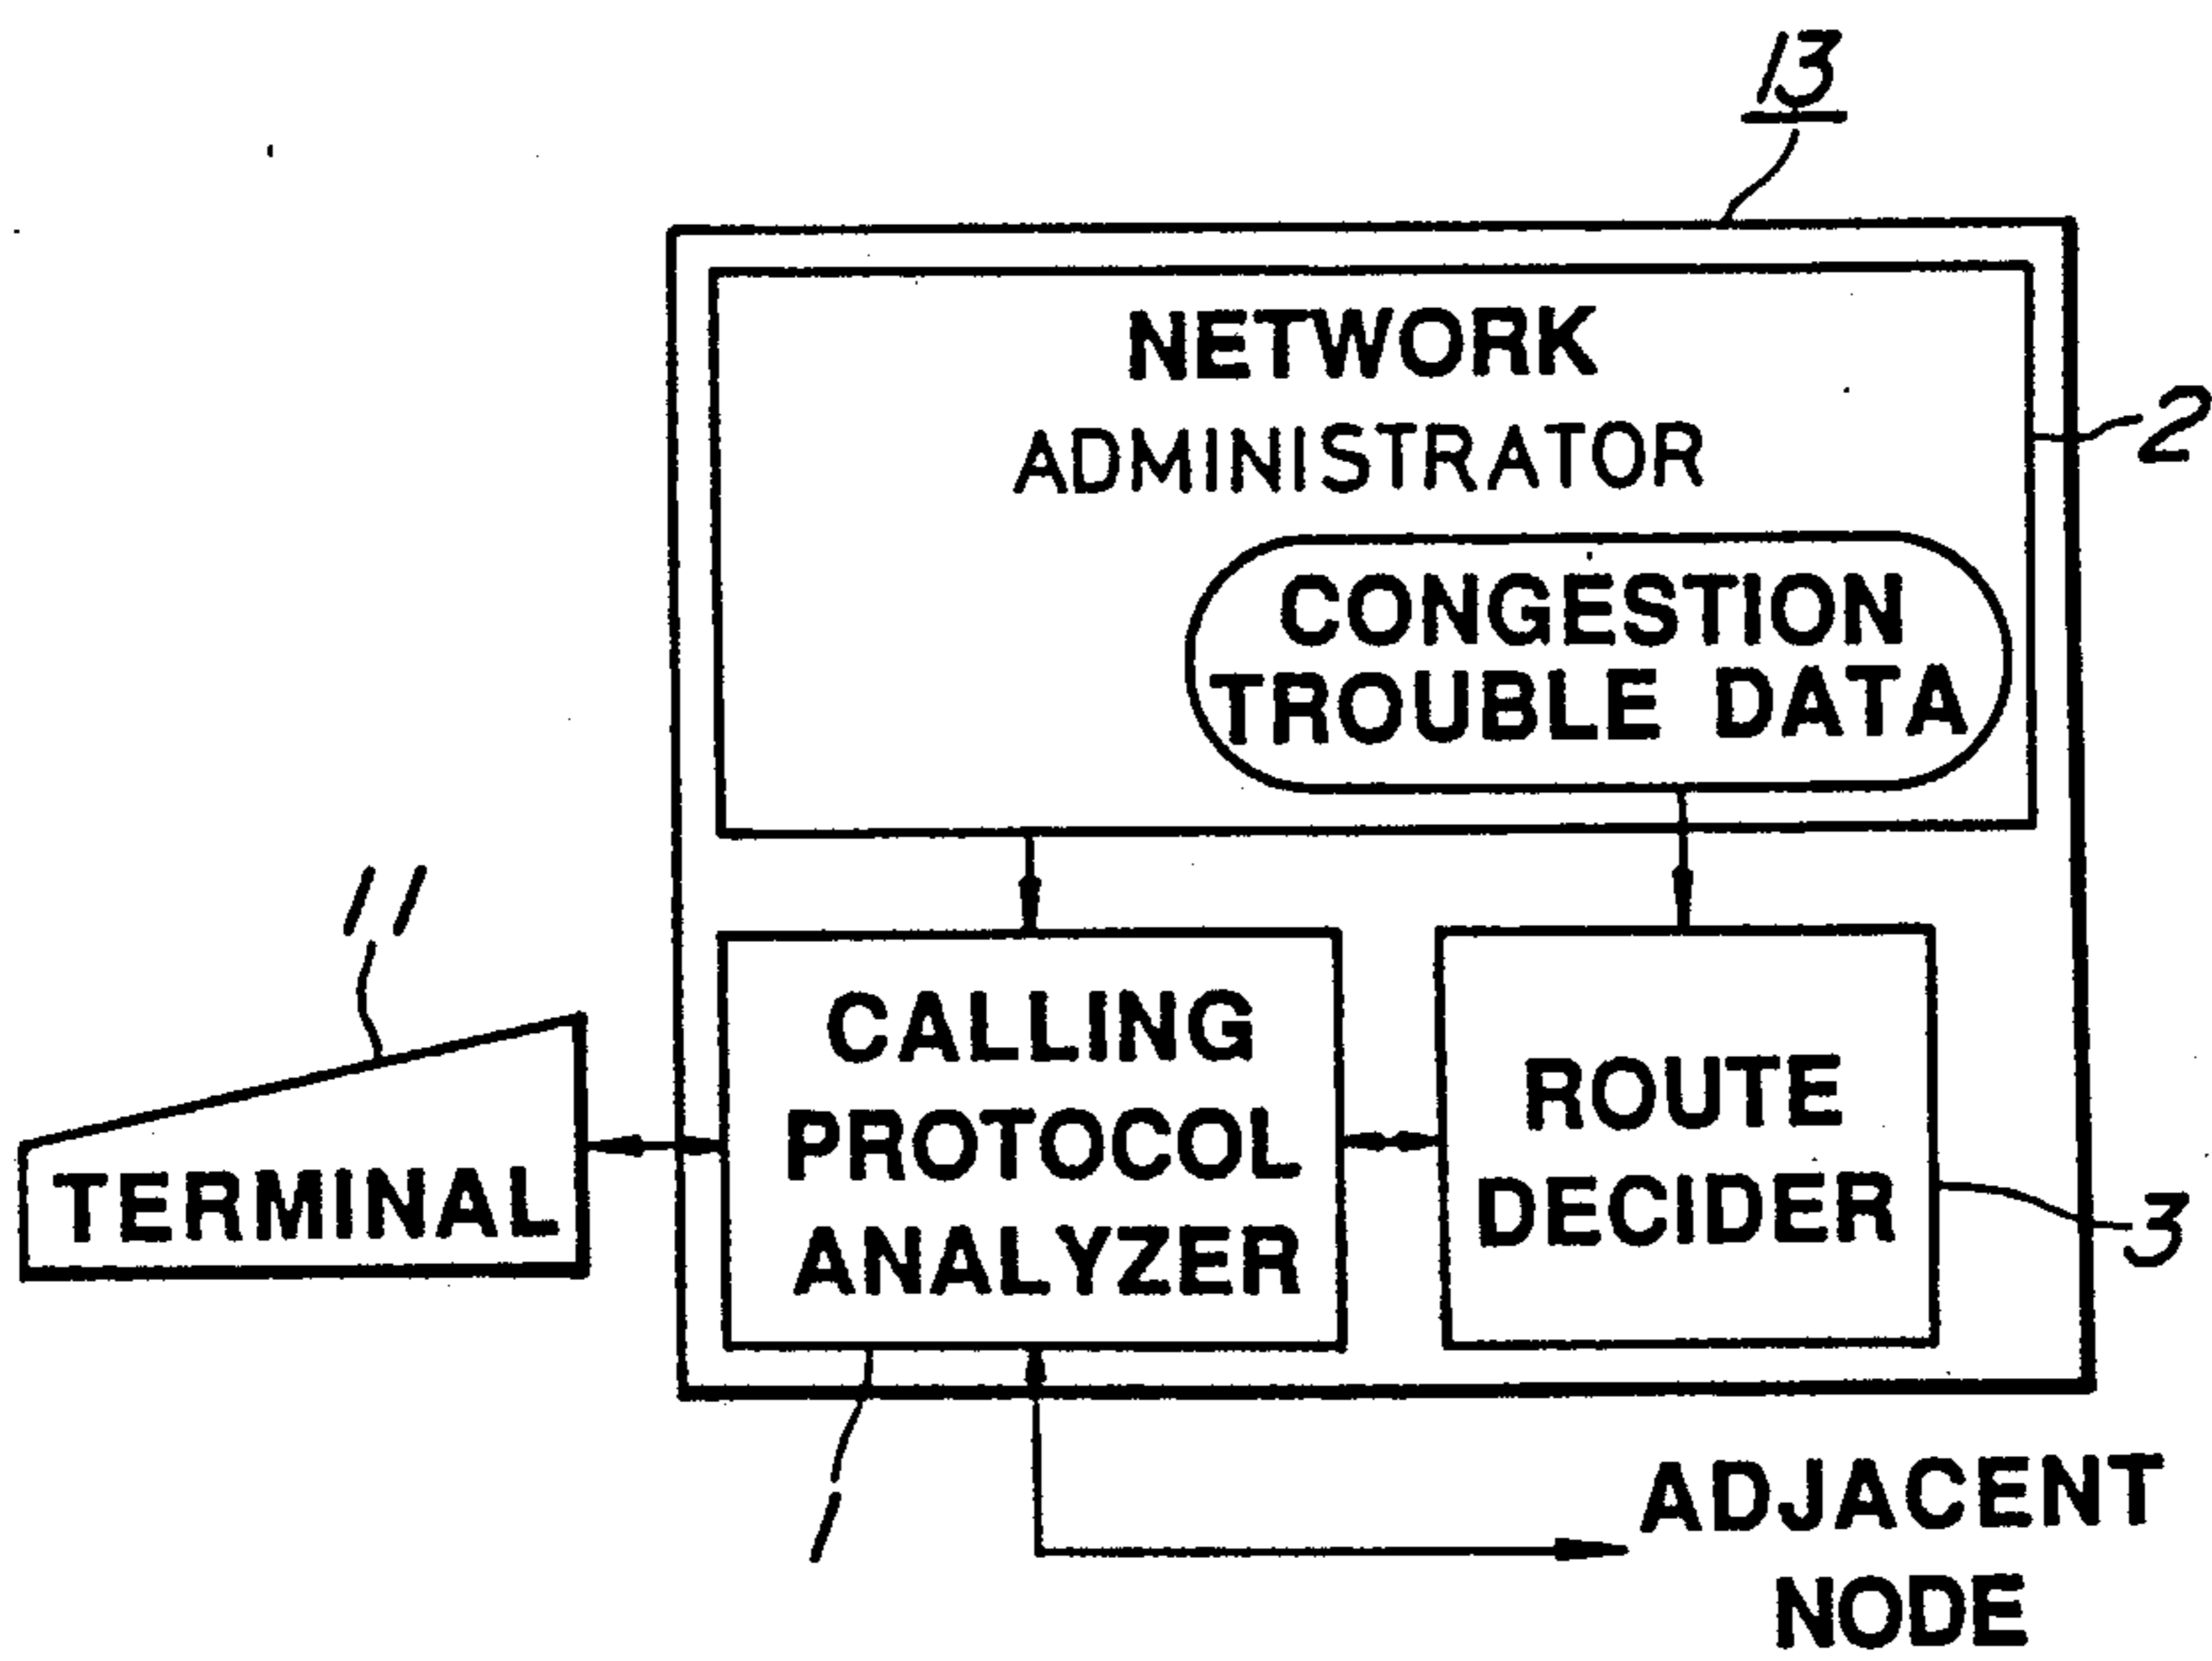 13
NETWORK
ADMINISTRATOR
2
CONGESTION
TROUBLE DATA
11
TERMINAL
CALLING
PROTOCOL
ANALYZER
ROUTE
DECIDER
3
1
ADJACENT
NODE